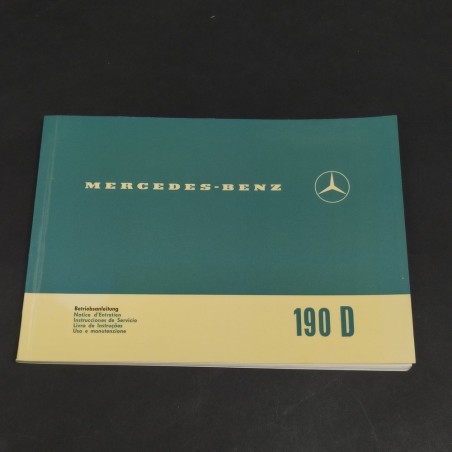 MERCEDES-BENZ
Betriebsanleitung
Notice d'Entretien
Instrucciones de Servicio
Livro de Instruções
Uso e manutenzione
190 D